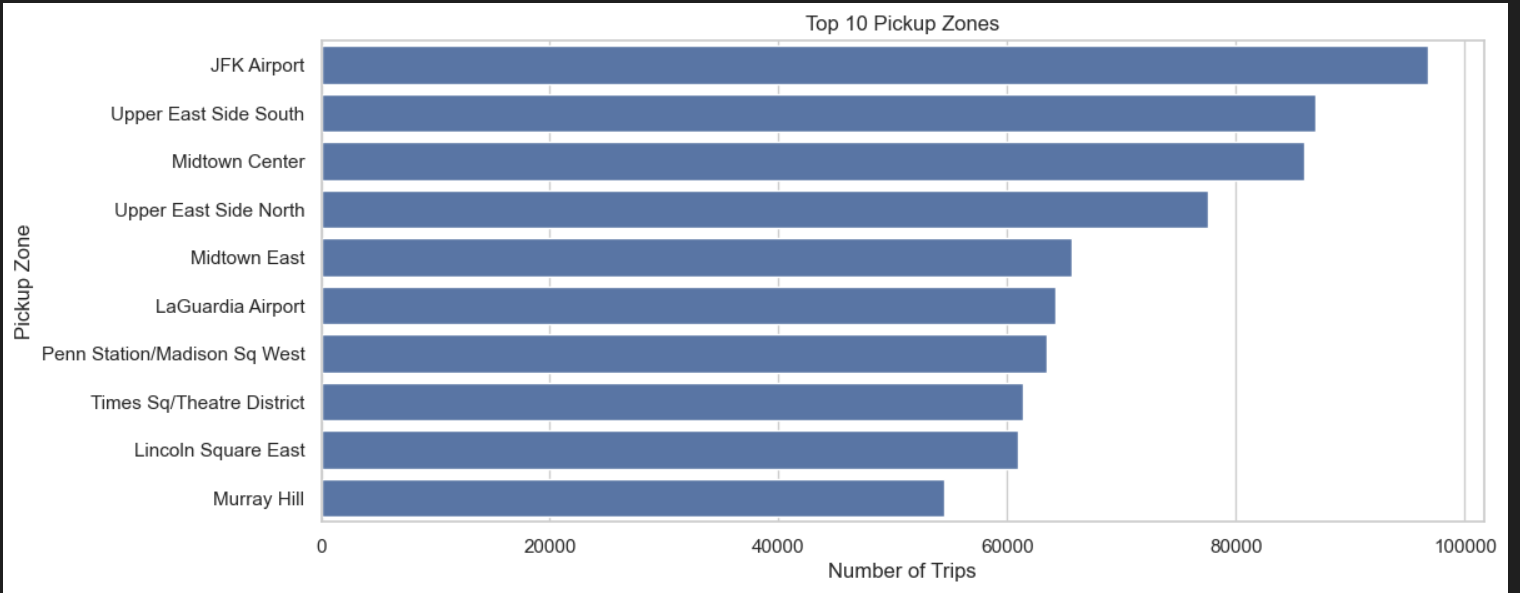 Top 10 Pickup Zones
Pickup Zone
JFK Airport
Upper East Side South
Midtown Center
Upper East Side North
Midtown East
LaGuardia Airport
Penn Station/Madison Sq West
Times Sq/Theatre District
Lincoln Square East
Murray Hill
0 20000 40000 60000 80000 100000
Number of Trips